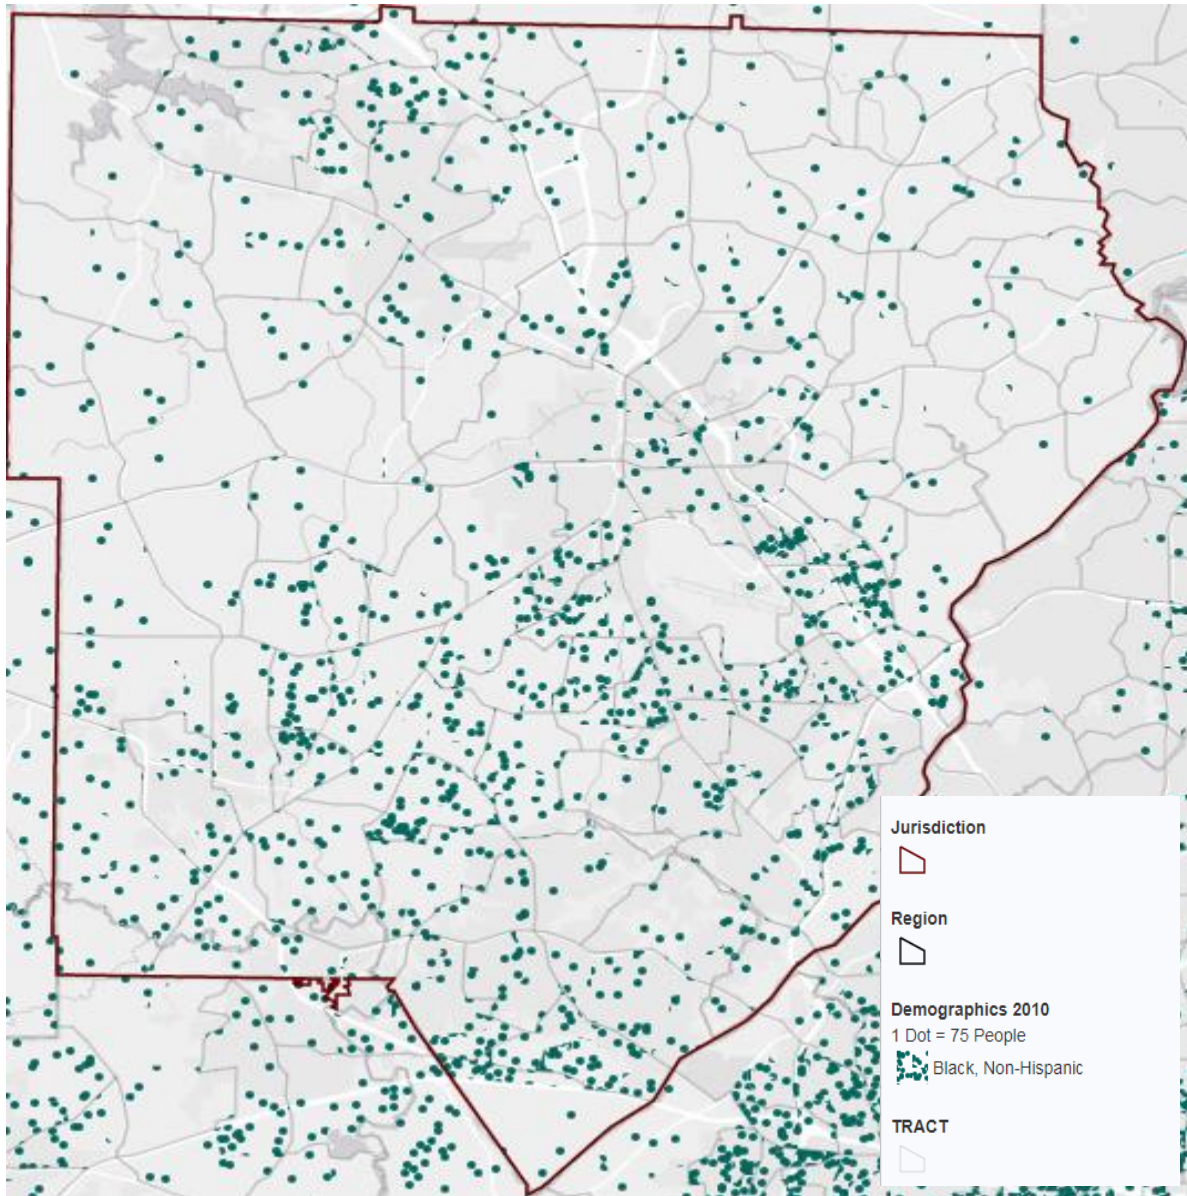 Jurisdiction
Region
Demographics 2010
1 Dot = 75 People
Black, Non-Hispanic
TRACT